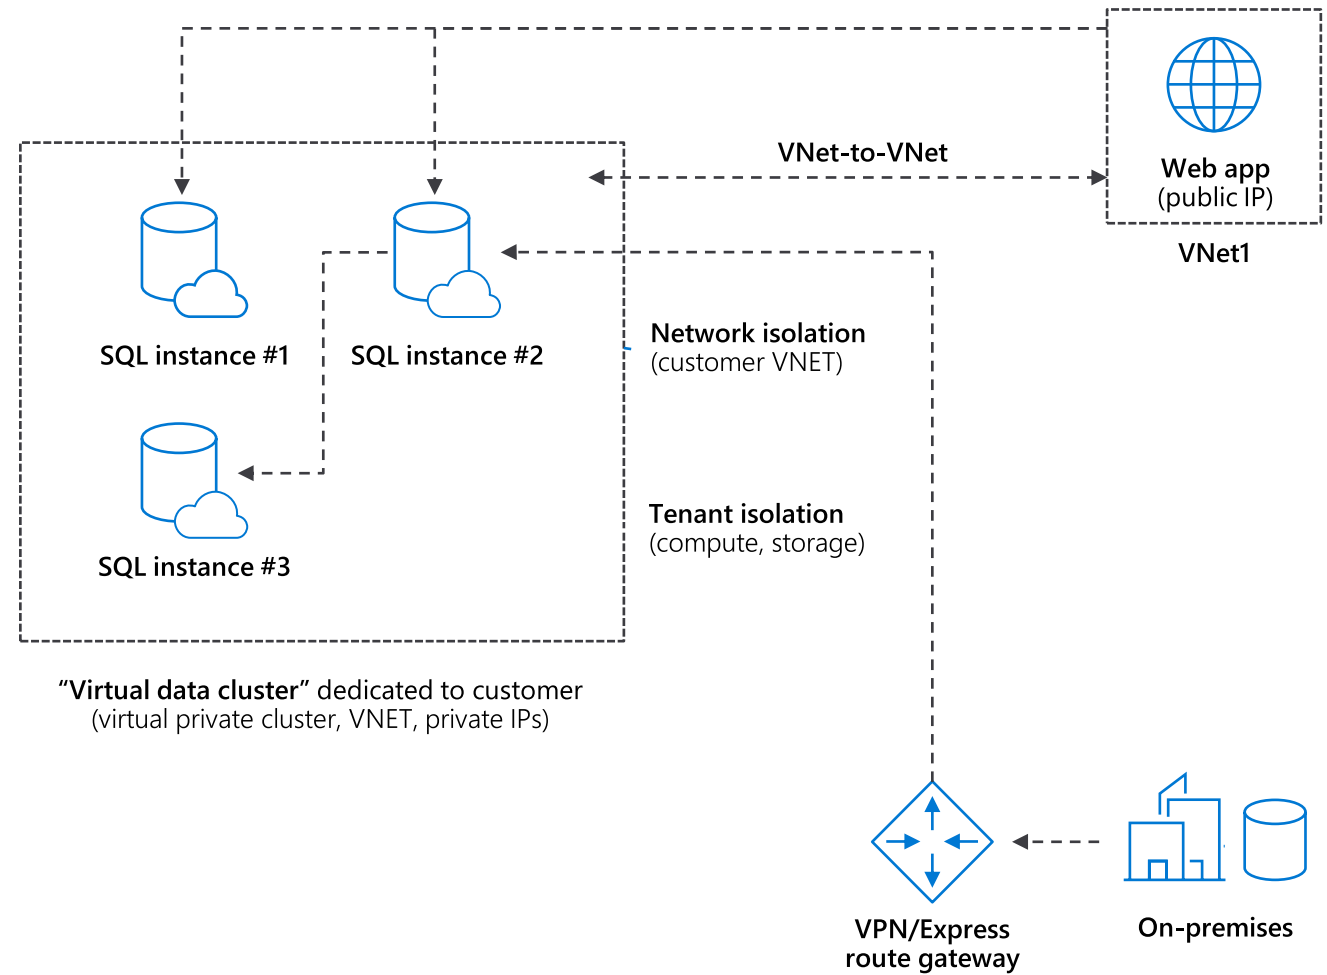 VNet-to-VNet
Web app
(public IP)
VNet1
SQL instance #1
SQL instance #2
Network isolation
(customer VNET)
SQL instance #3
Tenant isolation
(compute, storage)
“Virtual data cluster” dedicated to customer
(virtual private cluster, VNET, private IPs)
VPN/Express
route gateway
On-premises